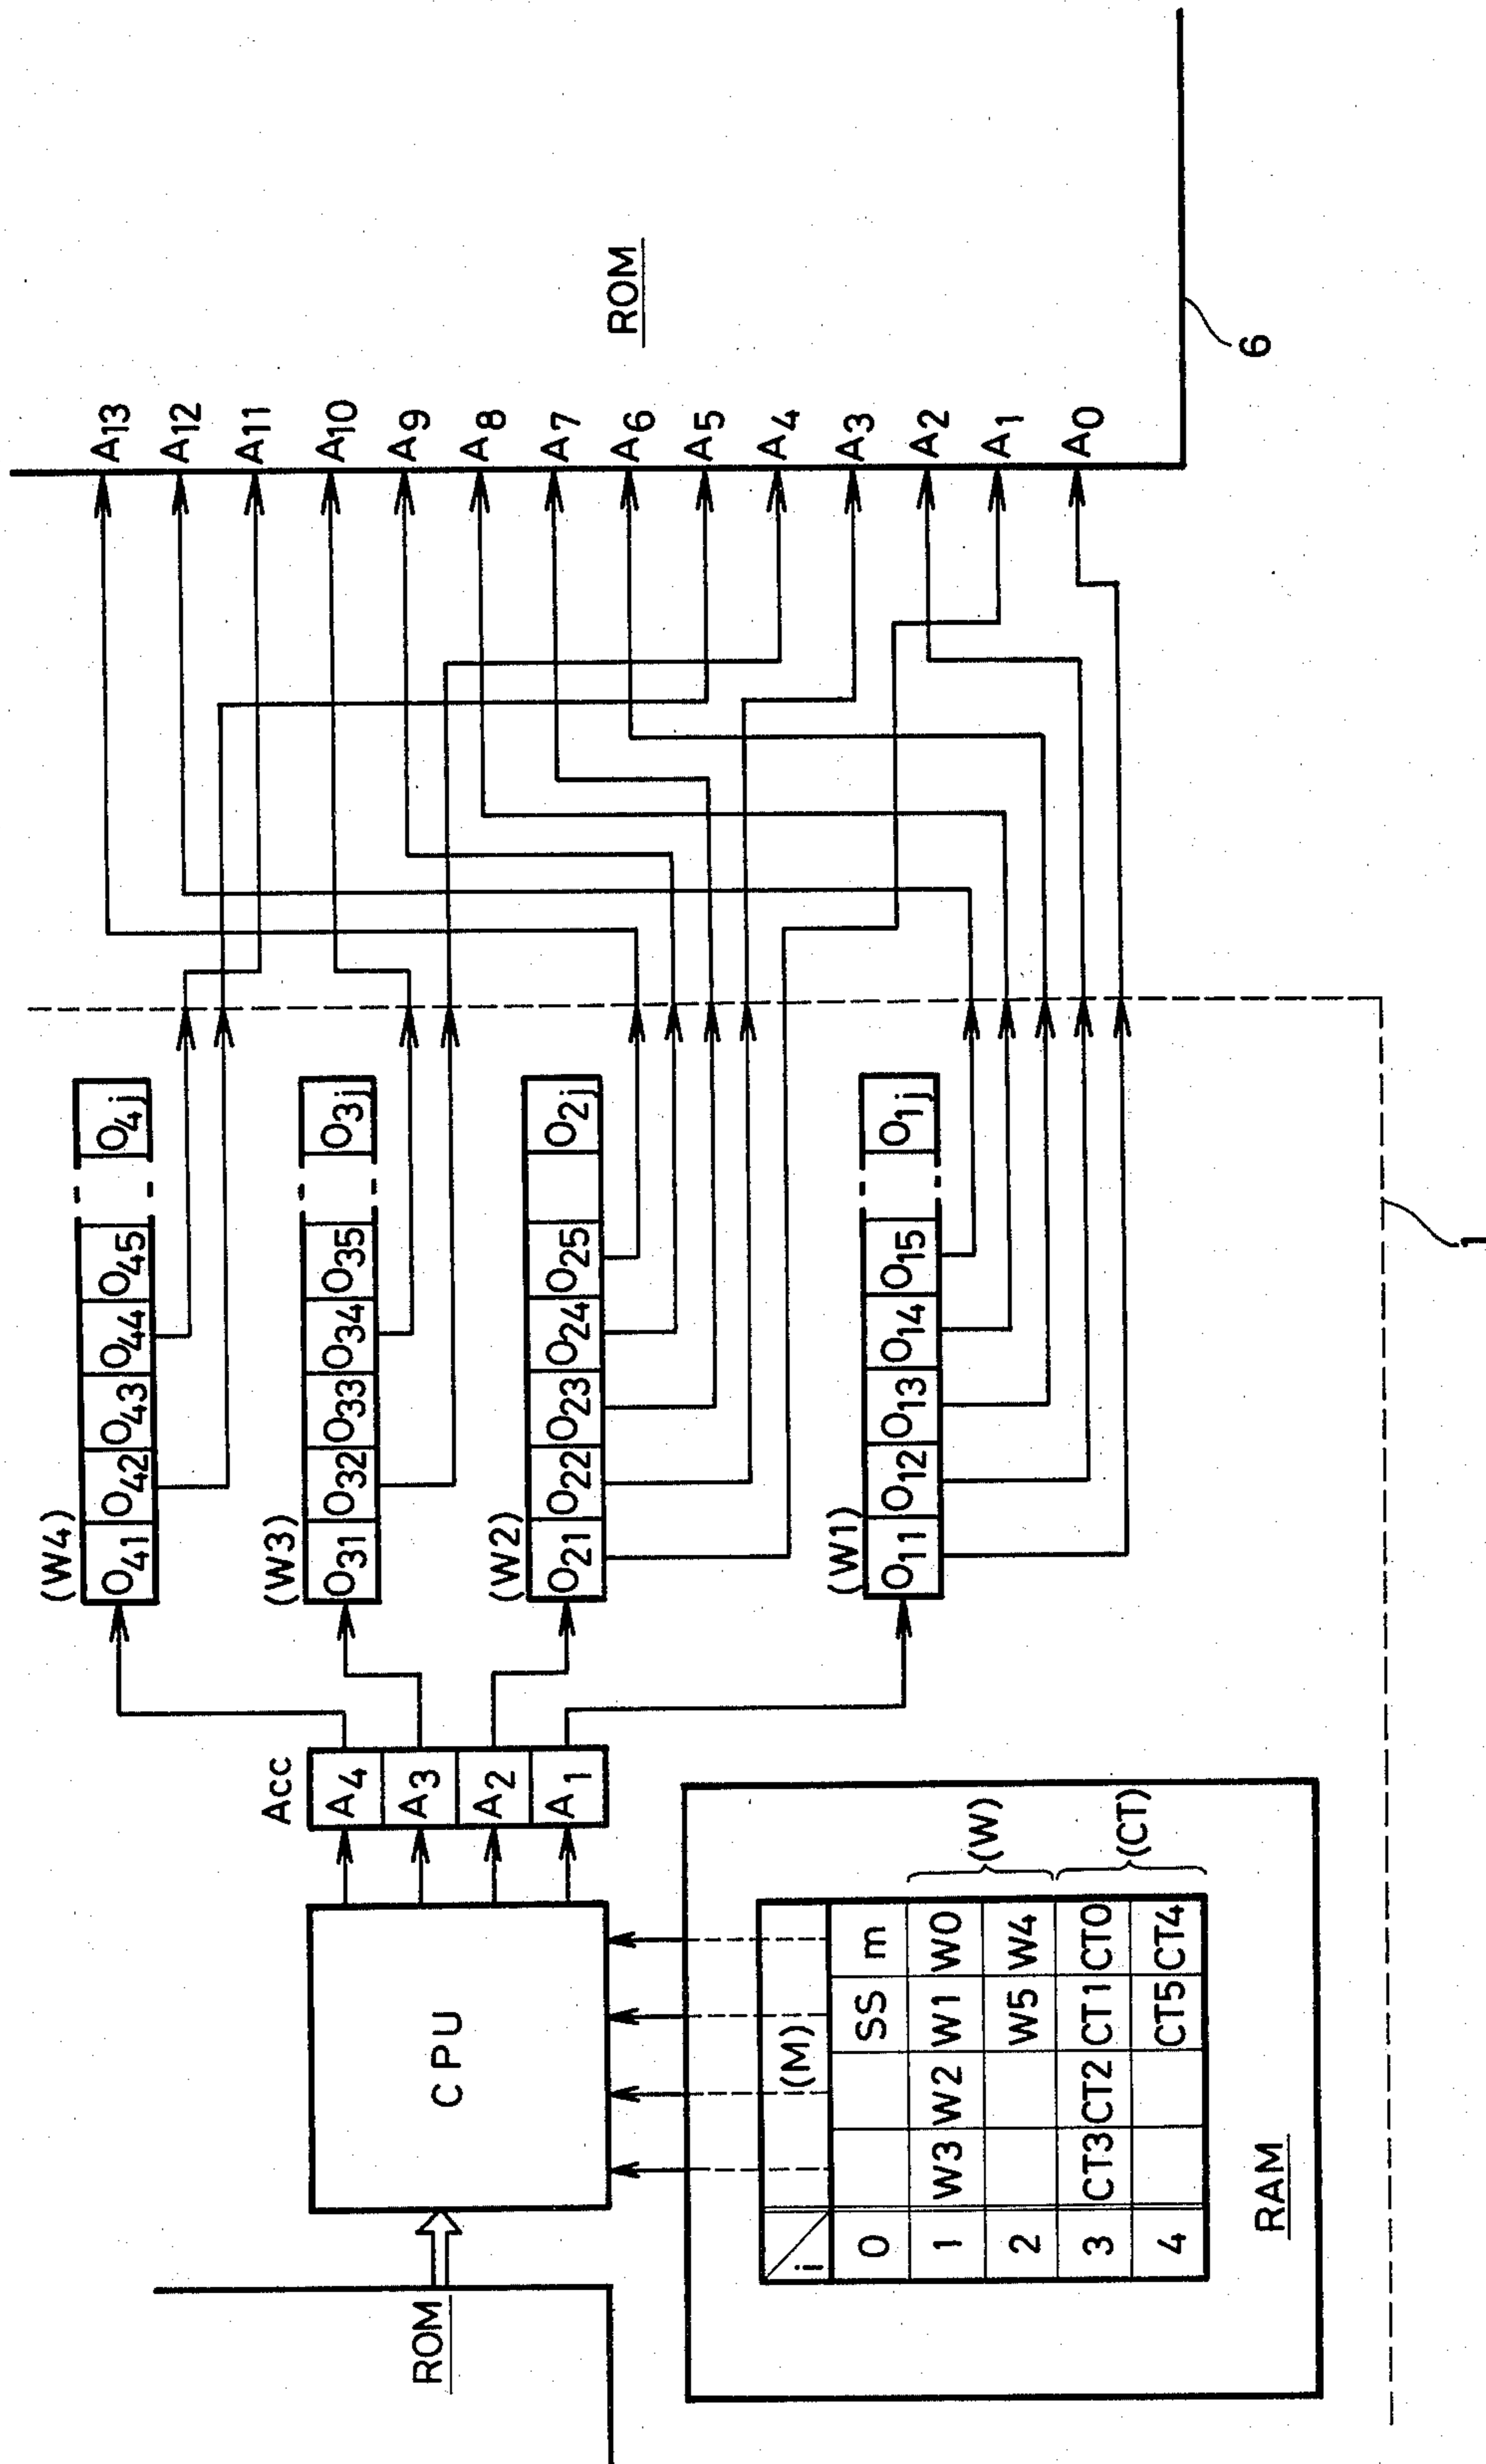 (W4)
O41 O42 O43 O44 O45 O4j
(W3)
O31 O32 O33 O34 O35 O3j
(W2)
O21 O22 O23 O24 O25 O2j
(W1)
O11 O12 O13 O14 O15 O1j
Acc
A4
A3
A2
A1
ROM
CPU
i (M)
0 SS m
1 W3 W2 W1 W0
2 W5 W4
3 CT3 CT2 CT1 CT0
4 CT5 CT4
(W)
(CT)
RAM
1
A13
A12
A11
A10
A9
A8
A7
A6
A5
A4
A3
A2
A1
A0
ROM
6